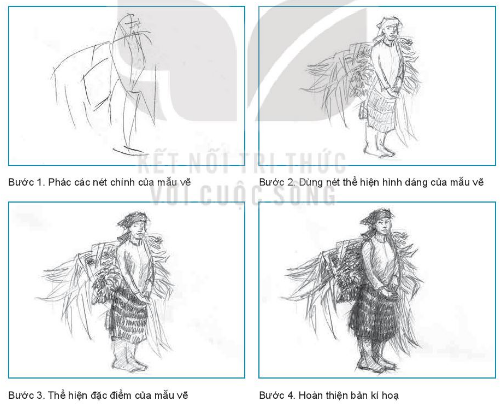 Bước 1. Phác các nét chính của mẫu vẽ
Bước 2. Dùng nét thể hiện hình dáng của mẫu vẽ
KẾT NỐI TRI THỨC
VỚI CUỘC SỐNG
Bước 3. Thể hiện đặc điểm của mẫu vẽ
Bước 4. Hoàn thiện bản kí hoạ